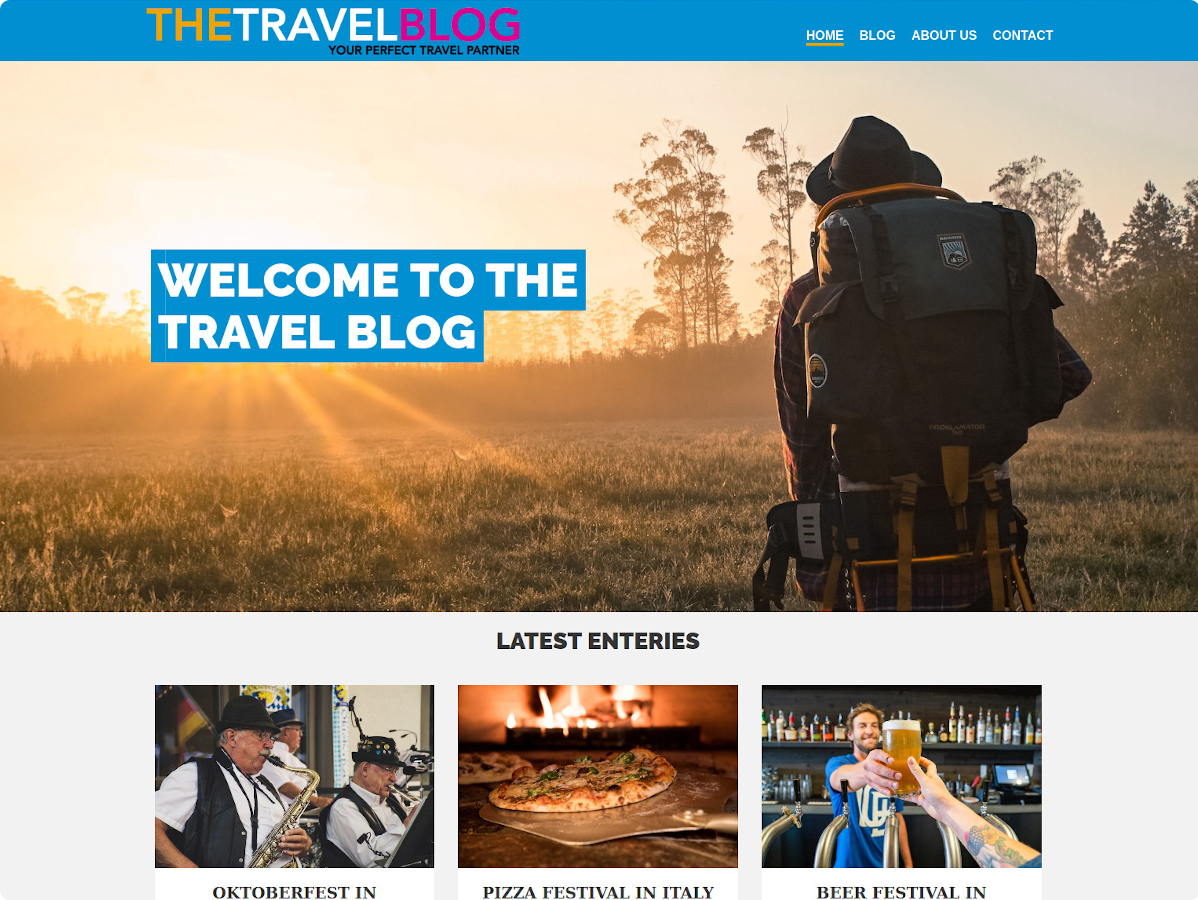 THETRAVELBLOG
YOUR PERFECT TRAVEL PARTNER
HOME BLOG ABOUT US CONTACT
WELCOME TO THE
TRAVEL BLOG
PROCLAMATOR
LATEST ENTERIES
OKTOBERFEST IN
PIZZA FESTIVAL IN ITALY
BEER FESTIVAL IN